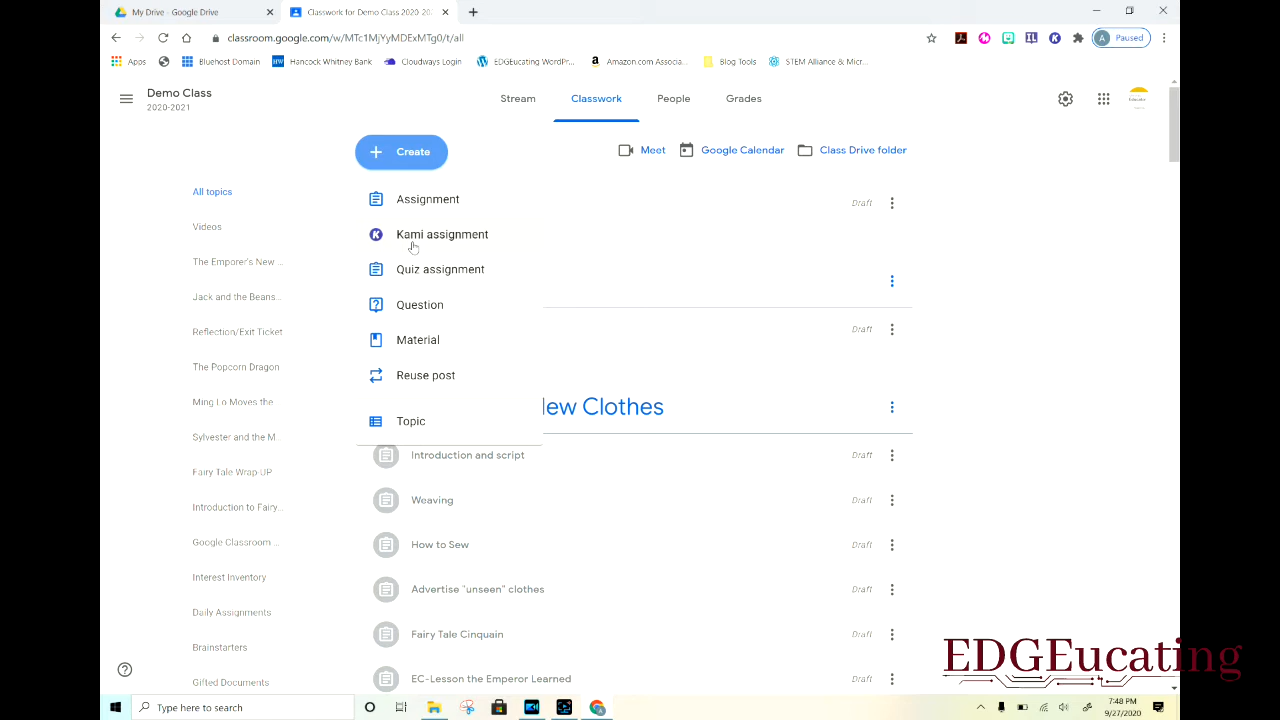 My Drive - Google Drive
Classwork for Demo Class 2020-202
classroom.google.com/w/MTc1MjYyMDExMTg0/t/all
A Paused
Apps
Bluehost Domain
HW Hancock Whitney Bank
Cloudways Login
EDGEucating WordPr...
Amazon.com Associa...
Blog Tools
STEM Alliance & Micr...
Demo Class
2020-2021
Stream
Classwork
People
Grades
Create
Meet
Google Calendar
Class Drive folder
All topics
Videos
The Emporer's New ...
Jack and the Beans...
Reflection/Exit Ticket
The Popcorn Dragon
Ming Lo Moves the
Sylvester and the M...
Fairy Tale Wrap-UP
Introduction to Fairy...
Google Classroom ...
Interest Inventory
Daily Assignments
Brainstarters
Gifted Documents
Assignment
K Kami assignment
Quiz assignment
Question
Material
Reuse post
Topic
Draft
Draft
New Clothes
Introduction and script
Draft
Weaving
Draft
How to Sew
Draft
Advertise "unseen" clothes
Draft
Fairy Tale Cinquain
Draft
EC-Lesson the Emperor Learned
Draft
EDGEucating
Type here to search
7:48 PM
9/27/2020